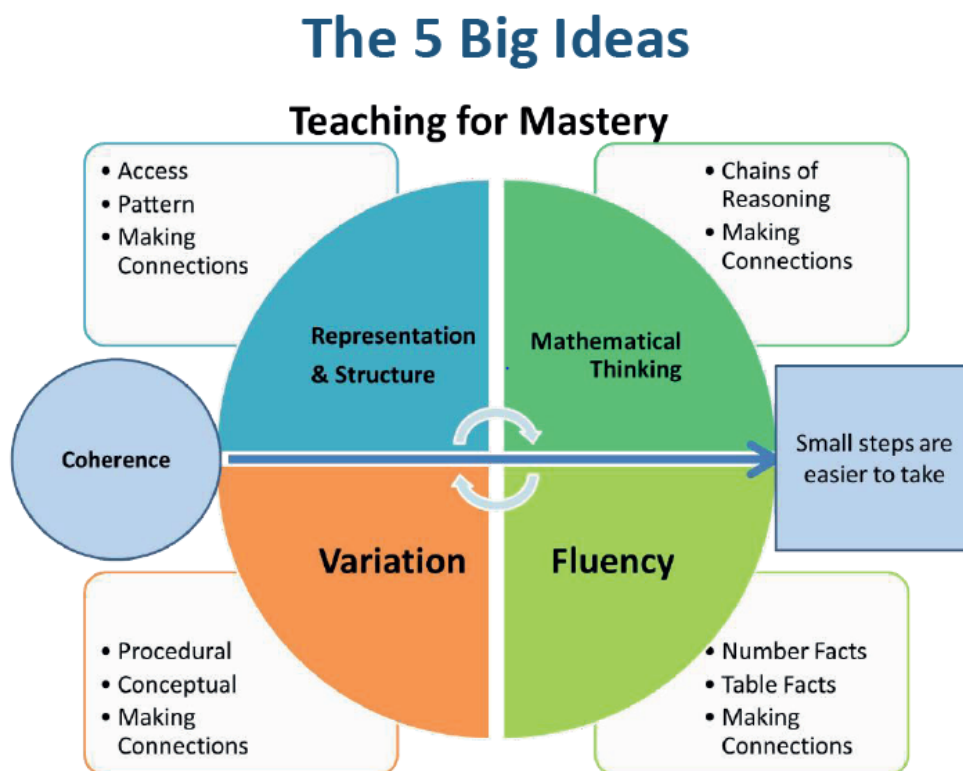 The 5 Big Ideas
Teaching for Mastery
• Access
• Pattern
• Making
Connections
• Chains of
Reasoning
• Making
Connections
Representation
& Structure
Mathematical
Thinking
Coherence
Small steps are
easier to take
Variation
Fluency
• Procedural
• Conceptual
• Making
Connections
• Number Facts
• Table Facts
• Making
Connections